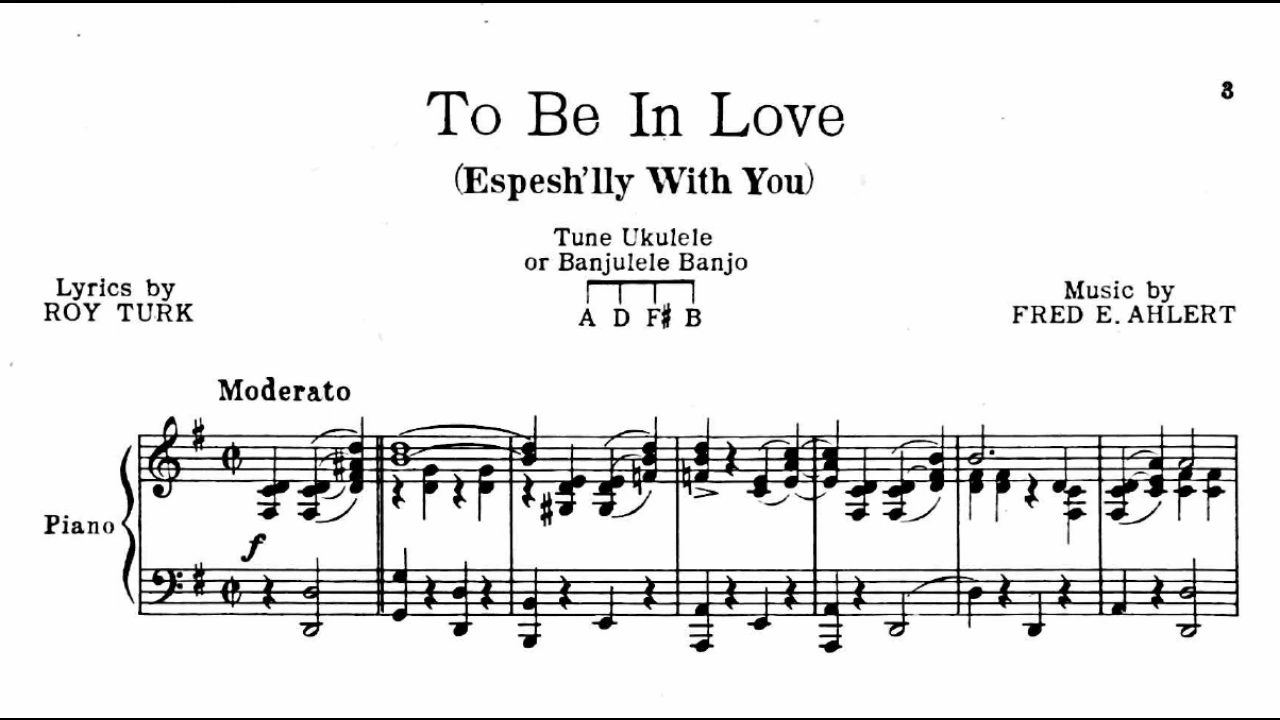 3
To Be In Love
(Espesh'lly With You)
Tune Ukulele
or Banjulele Banjo
A D F# B
Lyrics by
ROY TURK
Music by
FRED E. AHLERT
Moderato
Piano
f